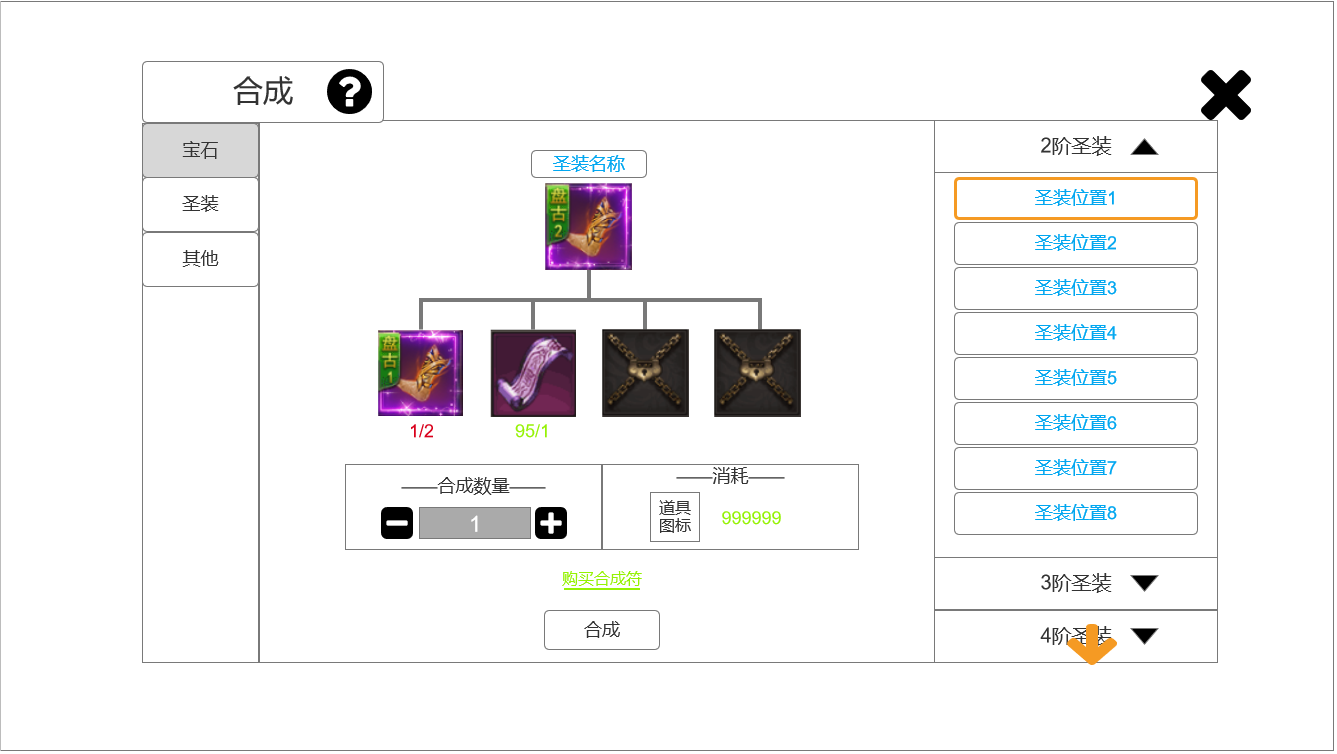 合成 ?
宝石
圣装
其他
圣装名称
盘古2
盘古1
1/2
95/1
——合成数量——
1
——消耗——
道具
图标
999999
购买合成符
合成
2阶圣装
圣装位置1
圣装位置2
圣装位置3
圣装位置4
圣装位置5
圣装位置6
圣装位置7
圣装位置8
3阶圣装
4阶圣装